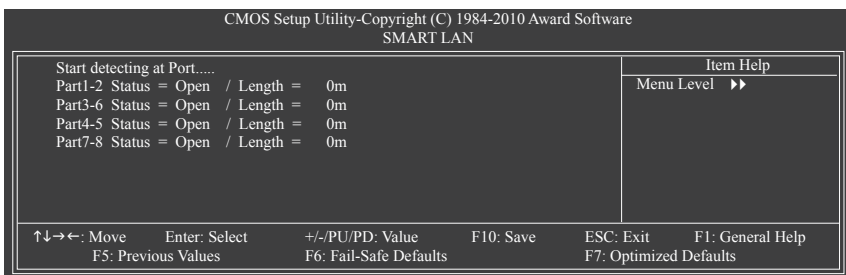 CMOS Setup Utility-Copyright (C) 1984-2010 Award Software
SMART LAN
Start detecting at Port.....
Part1-2 Status = Open / Length = 0m
Part3-6 Status = Open / Length = 0m
Part4-5 Status = Open / Length = 0m
Part7-8 Status = Open / Length = 0m
Item Help
Menu Level ▶▶
↑↓→←: Move Enter: Select +/-/PU/PD: Value F10: Save ESC: Exit F1: General Help
F5: Previous Values F6: Fail-Safe Defaults F7: Optimized Defaults